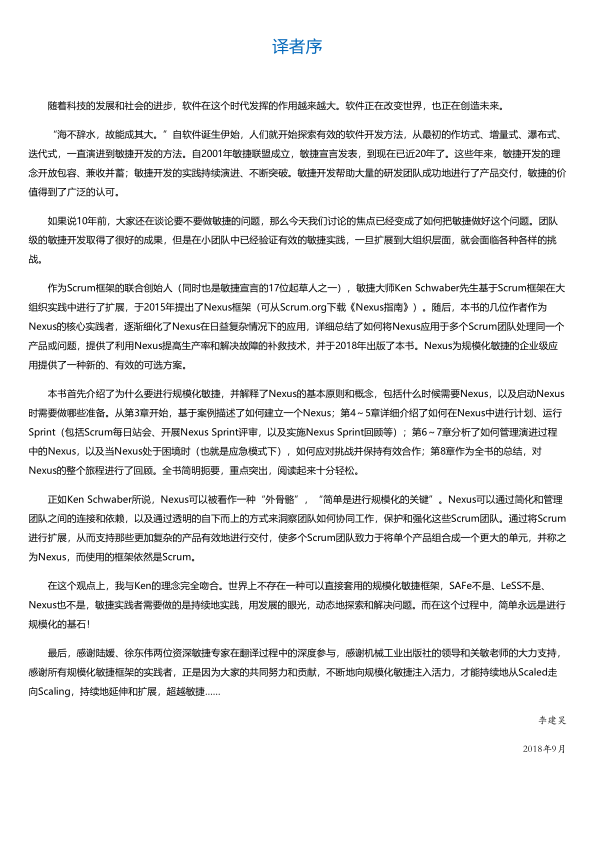 译者序
随着科技的发展和社会的进步，软件在这个时代发挥的作用越来越大。软件正在改变世界，也正在创造未来。
“海不辞水，故能成其大。”自软件诞生伊始，人们就开始探索有效的软件开发方法，从最初的作坊式、增量式、瀑布式、
迭代式，一直演进到敏捷开发的方法。自2001年敏捷联盟成立，敏捷宣言发表，到现在已近20年了。这些年来，敏捷开发的理
念开放包容、兼收并蓄；敏捷开发的实践持续演进、不断突破。敏捷开发帮助大量的研发团队成功地进行了产品交付，敏捷的价
值得到了广泛的认可。
如果说10年前，大家还在谈论要不要做敏捷的问题，那么今天我们讨论的焦点已经变成了如何把敏捷做好这个问题。团队
级的敏捷开发取得了很好的成果，但是在小团队中已经验证有效的敏捷实践，一旦扩展到大组织层面，就会面临各种各样的挑
战。
作为Scrum框架的联合创始人（同时也是敏捷宣言的17位起草人之一），敏捷大师Ken Schwaber先生基于Scrum框架在大
组织实践中进行了扩展，于2015年提出了Nexus框架（可从Scrum.org下载《Nexus指南》）。随后，本书的几位作者作为
Nexus的核心实践者，逐渐细化了Nexus在日益复杂情况下的应用，详细总结了如何将Nexus应用于多个Scrum团队处理同一个
产品或问题，提供了利用Nexus提高生产率和解决故障的补救技术，并于2018年出版了本书。Nexus为规模化敏捷的企业级应
用提供了一种新的、有效的可选方案。
本书首先介绍了为什么要进行规模化敏捷，并解释了Nexus的基本原则和概念，包括什么时候需要Nexus，以及启动Nexus
时需要做哪些准备。从第3章开始，基于案例描述了如何建立一个Nexus；第4～5章详细介绍了如何在Nexus中进行计划、运行
Sprint（包括Scrum每日站会、开展Nexus Sprint评审，以及实施Nexus Sprint回顾等）；第6～7章分析了如何管理演进过程
中的Nexus，以及当Nexus处于困境时（也就是应急模式下），如何应对挑战并保持有效合作；第8章作为全书的总结，对
Nexus的整个旅程进行了回顾。全书简明扼要，重点突出，阅读起来十分轻松。
正如Ken Schwaber所说，Nexus可以被看作一种“外骨骼”，“简单是进行规模化的关键”。Nexus可以通过简化和管理
团队之间的连接和依赖，以及通过透明的自下而上的方式来洞察团队如何协同工作，保护和强化这些Scrum团队。通过将Scrum
进行扩展，从而支持那些更加复杂的产品有效地进行交付，使多个Scrum团队致力于将单个产品组合成一个更大的单元，并称之
为Nexus，而使用的框架依然是Scrum。
在这个观点上，我与Ken的理念完全吻合。世界上不存在一种可以直接套用的规模化敏捷框架，SAFe不是、LeSS不是、
Nexus也不是，敏捷实践者需要做的是持续地实践，用发展的眼光，动态地探索和解决问题。而在这个过程中，简单永远是进行
规模化的基石！
最后，感谢陆媛、徐东伟两位资深敏捷专家在翻译过程中的深度参与，感谢机械工业出版社的领导和关敏老师的大力支持，
感谢所有规模化敏捷框架的实践者，正是因为大家的共同努力和贡献，不断地向规模化敏捷注入活力，才能持续地从Scaled走
向Scaling，持续地延伸和扩展，超越敏捷……
李建昊
2018年9月